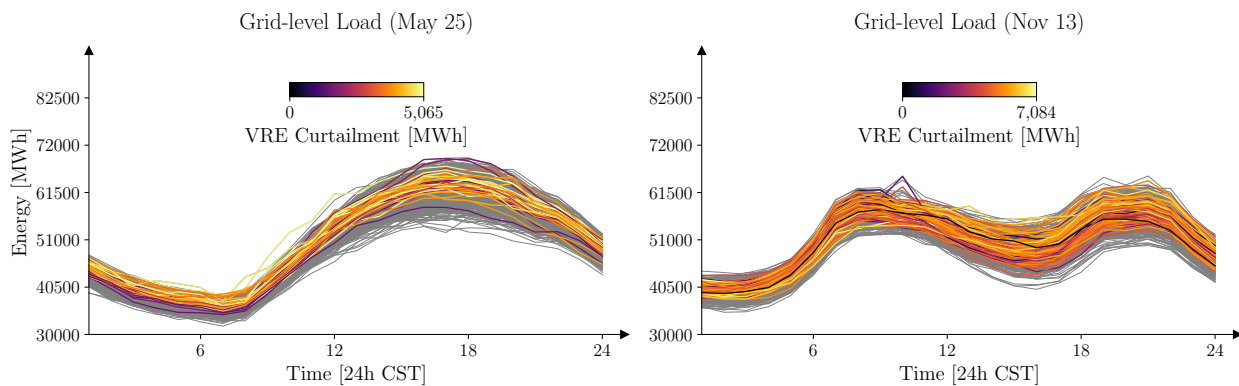 Grid-level Load (May 25)
Energy [MWh]
82500
72000
61500
51000
40500
30000
0 5,065
VRE Curtailment [MWh]
6 12 18 24
Time [24h CST]
Grid-level Load (Nov 13)
82500
72000
61500
51000
40500
30000
0 7,084
VRE Curtailment [MWh]
6 12 18 24
Time [24h CST]